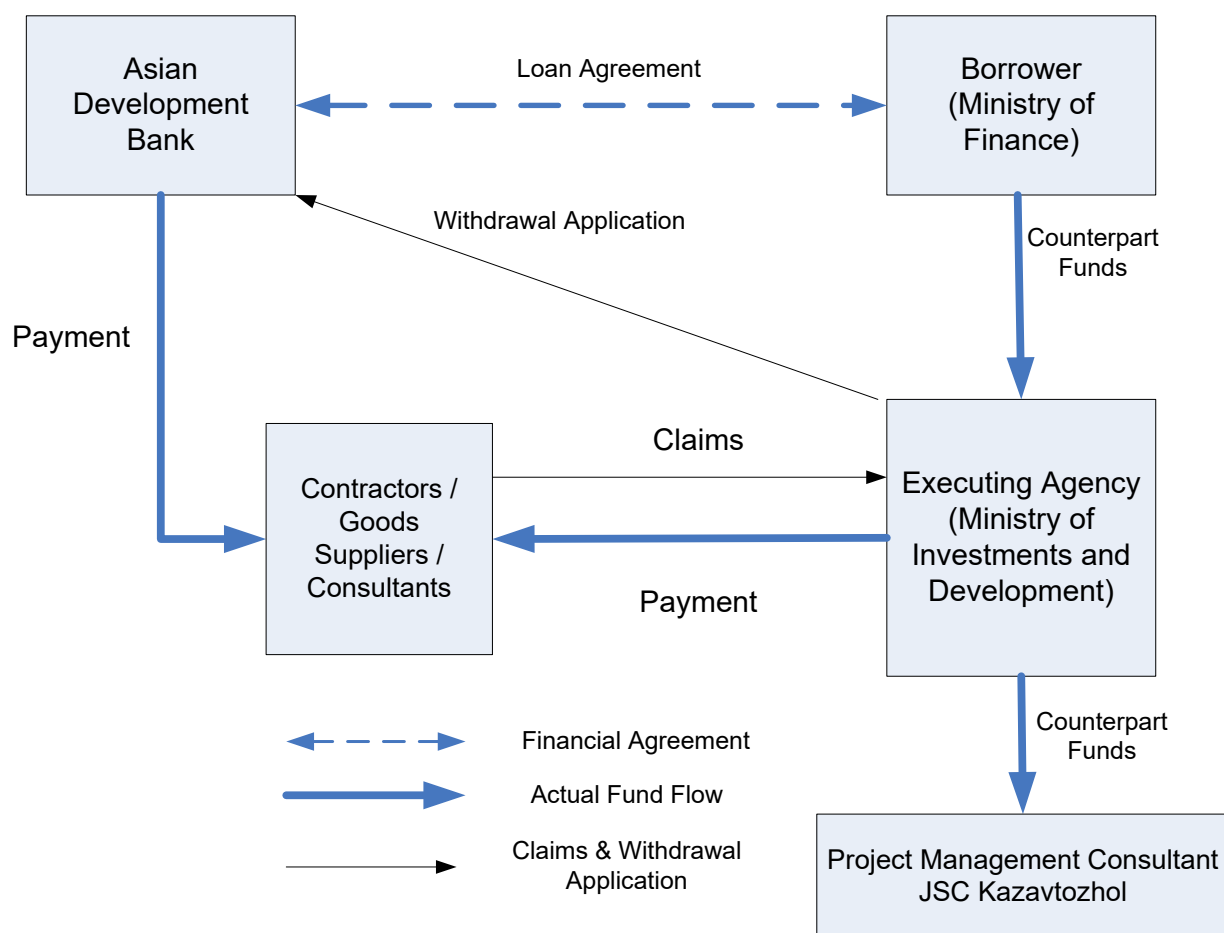 Asian
Development
Bank
Loan Agreement
Borrower
(Ministry of
Finance)
Withdrawal Application
Counterpart
Funds
Payment
Claims
Contractors /
Goods
Suppliers /
Consultants
Executing Agency
(Ministry of
Investments and
Development)
Payment
Counterpart
Funds
Financial Agreement
Actual Fund Flow
Claims & Withdrawal
Application
Project Management Consultant
JSC Kazavtozhol